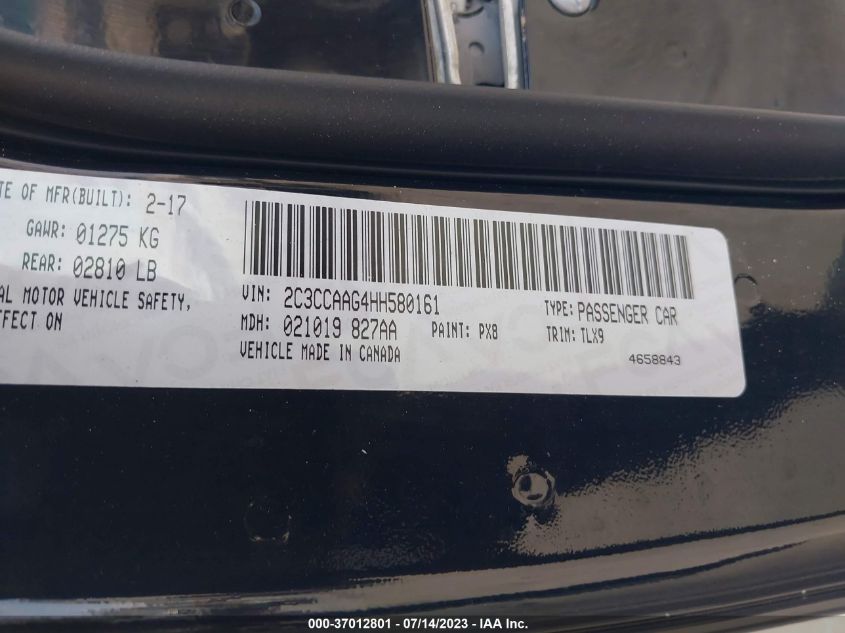 TE OF MFR(BUILT): 2-17
GAWR: 01275 KG
REAR: 02810 LB
AL MOTOR VEHICLE SAFETY,
FFECT ON
VIN: 2C3CCAAG4HH580161
TYPE: PASSENGER CAR
MDH: 021019 827AA PAINT: PX8 TRIM: TLX9
VEHICLE MADE IN CANADA
4658843
000-37012801 - 07/14/2023 - IAA Inc.